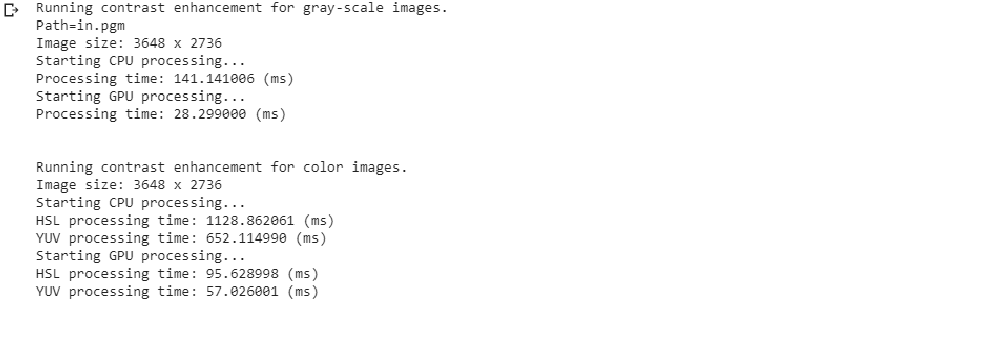 Running contrast enhancement for gray-scale images.
Path=in.pgm
Image size: 3648 x 2736
Starting CPU processing...
Processing time: 141.141006 (ms)
Starting GPU processing...
Processing time: 28.299000 (ms)
Running contrast enhancement for color images.
Image size: 3648 x 2736
Starting CPU processing...
HSL processing time: 1128.862061 (ms)
YUV processing time: 652.114990 (ms)
Starting GPU processing...
HSL processing time: 95.628998 (ms)
YUV processing time: 57.026001 (ms)